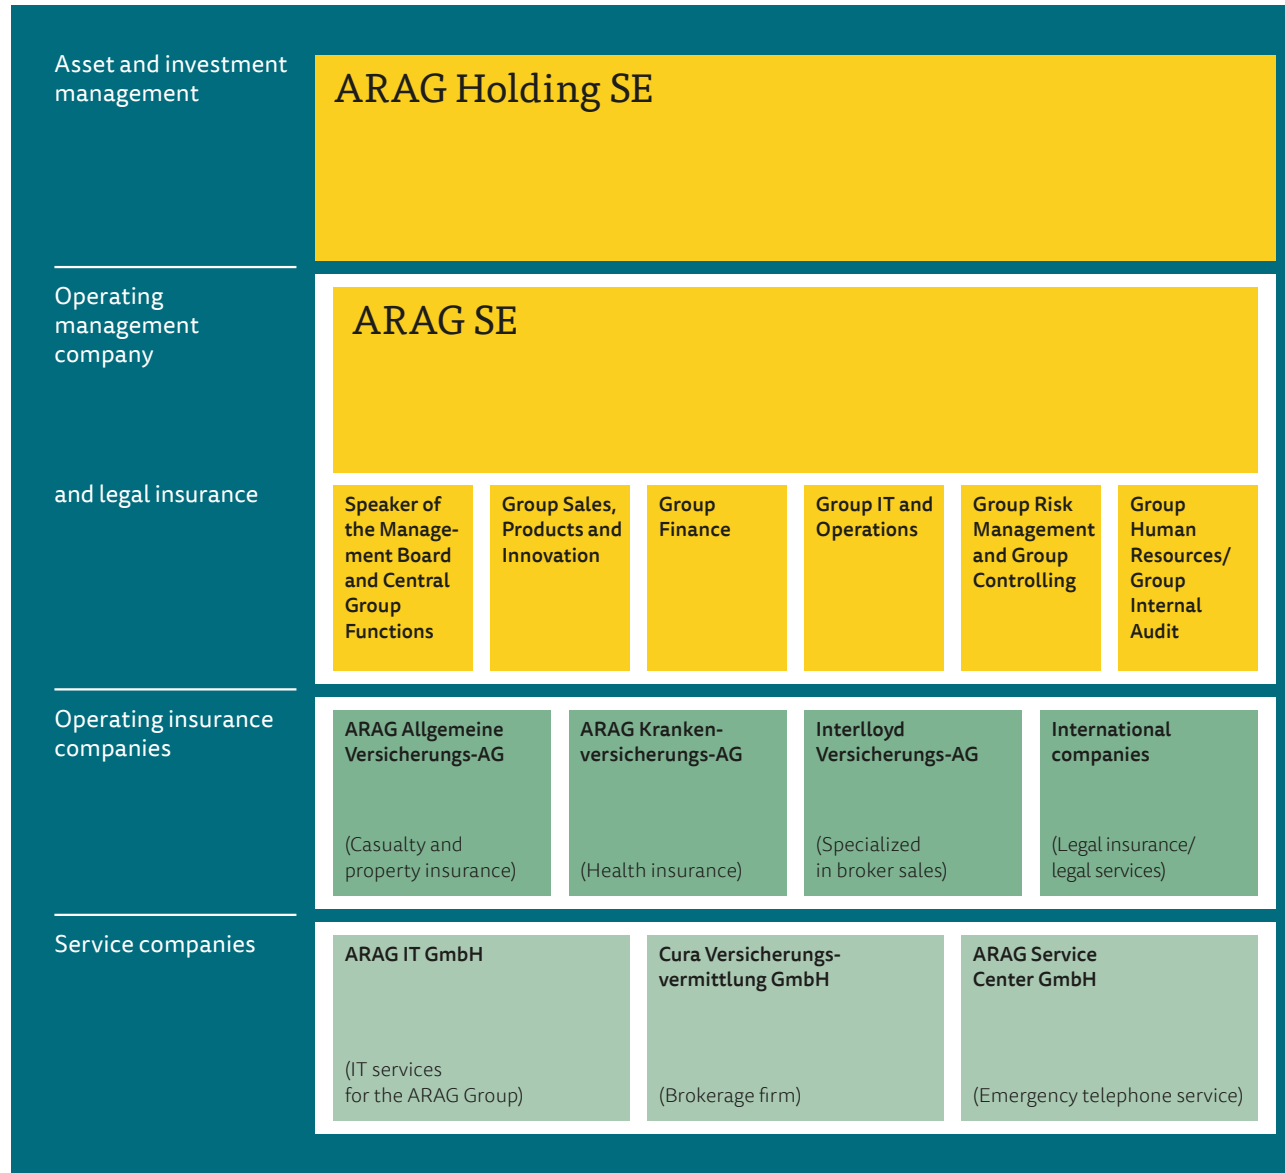 Asset and investment
management
ARAG Holding SE
Operating
management
company
ARAG SE
and legal insurance
Speaker of
the Manage-
ment Board
and Central
Group
Functions
Group Sales,
Products and
Innovation
Group
Finance
Group IT and
Operations
Group Risk
Management
and Group
Controlling
Group
Human
Resources/
Group
Internal
Audit
Operating insurance
companies
ARAG Allgemeine
Versicherungs-AG
(Casualty and
property insurance)
ARAG Kranken-
versicherungs-AG
(Health insurance)
Interlloyd
Versicherungs-AG
(Specialized
in broker sales)
International
companies
(Legal insurance/
legal services)
Service companies
ARAG IT GmbH
(IT services
for the ARAG Group)
Cura Versicherungs-
vermittlung GmbH
(Brokerage firm)
ARAG Service
Center GmbH
(Emergency telephone service)